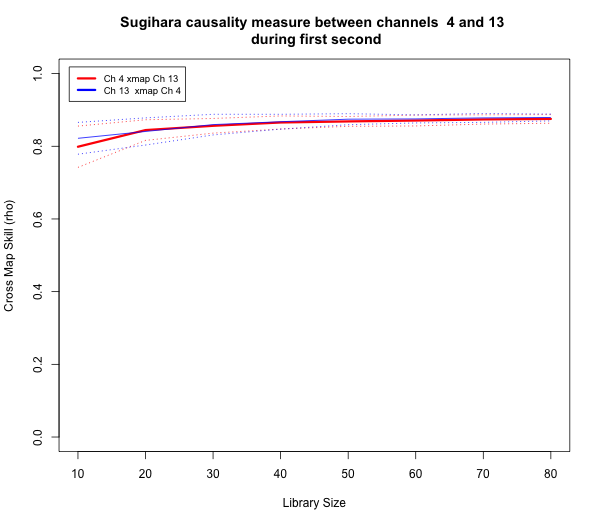 Sugihara causality measure between channels  4 and 13
during first second
Ch 4 xmap Ch 13
Ch 13  xmap Ch 4
Cross Map Skill (rho)
1.0
0.8
0.6
0.4
0.2
0.0
10 20 30 40 50 60 70 80
Library Size